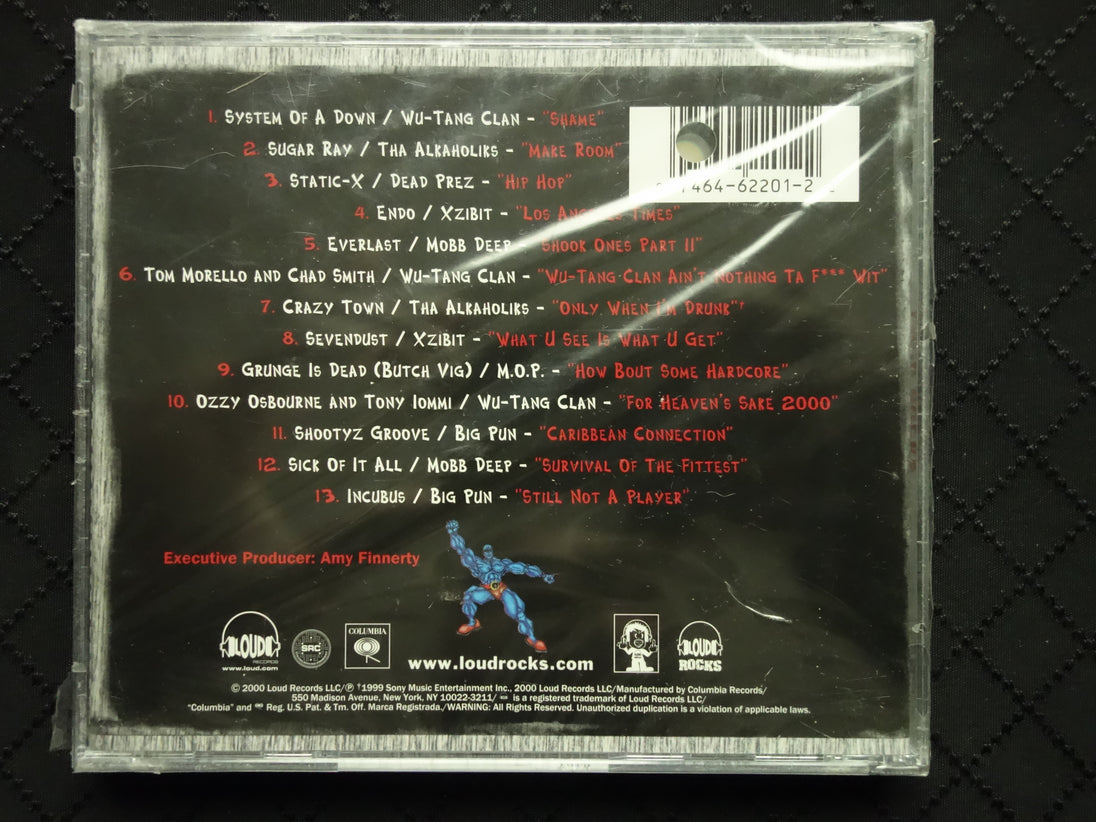 1. System Of A Down / Wu-Tang Clan - "Shame"
2. Sugar Ray / Tha Alkaholiks - "Make Room"
3. Static-X / Dead Prez - "Hip Hop"
4. Endo / Xzibit - "Los Angeles Times"
5. Everlast / Mobb Deep - "Shook Ones Part II"
6. Tom Morello and Chad Smith / Wu-Tang Clan - "Wu-Tang Clan Ain't Nothing Ta F*** Wit"
7. Crazy Town / Tha Alkaholiks - "Only When I'm Drunk"†
8. Sevendust / Xzibit - "What U See Is What U Get"
9. Grunge Is Dead (Butch Vig) / M.O.P. - "How Bout Some Hardcore"
10. Ozzy Osbourne and Tony Iommi / Wu-Tang Clan - "For Heaven's Sake 2000"
11. Shootyz Groove / Big Pun - "Caribbean Connection"
12. Sick Of It All / Mobb Deep - "Survival Of The Fittest"
13. Incubus / Big Pun - "Still Not A Player"
464-62201-2
Executive Producer: Amy Finnerty
LOUD
RECORDS
www.loud.com
SRC
COLUMBIA
www.loudrocks.com
LOUD
ROCKS
© 2000 Loud Records LLC/℗ †1999 Sony Music Entertainment Inc., 2000 Loud Records LLC/Manufactured by Columbia Records/
550 Madison Avenue, New York, NY 10022-3211/ is a registered trademark of Loud Records LLC/
"Columbia" and Reg. U.S. Pat. & Tm. Off. Marca Registrada./WARNING: All Rights Reserved. Unauthorized duplication is a violation of applicable laws.